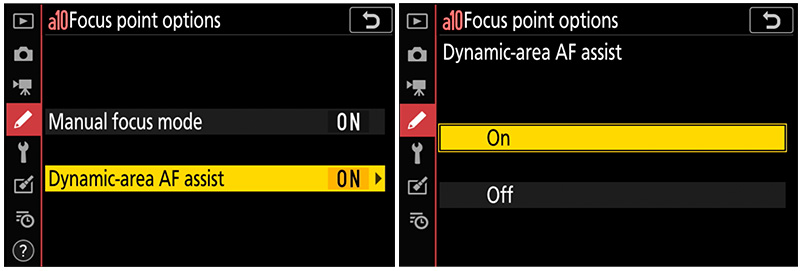 a10Focus point options
Manual focus mode ON
Dynamic-area AF assist ON
?
a10Focus point options
Dynamic-area AF assist
On
Off